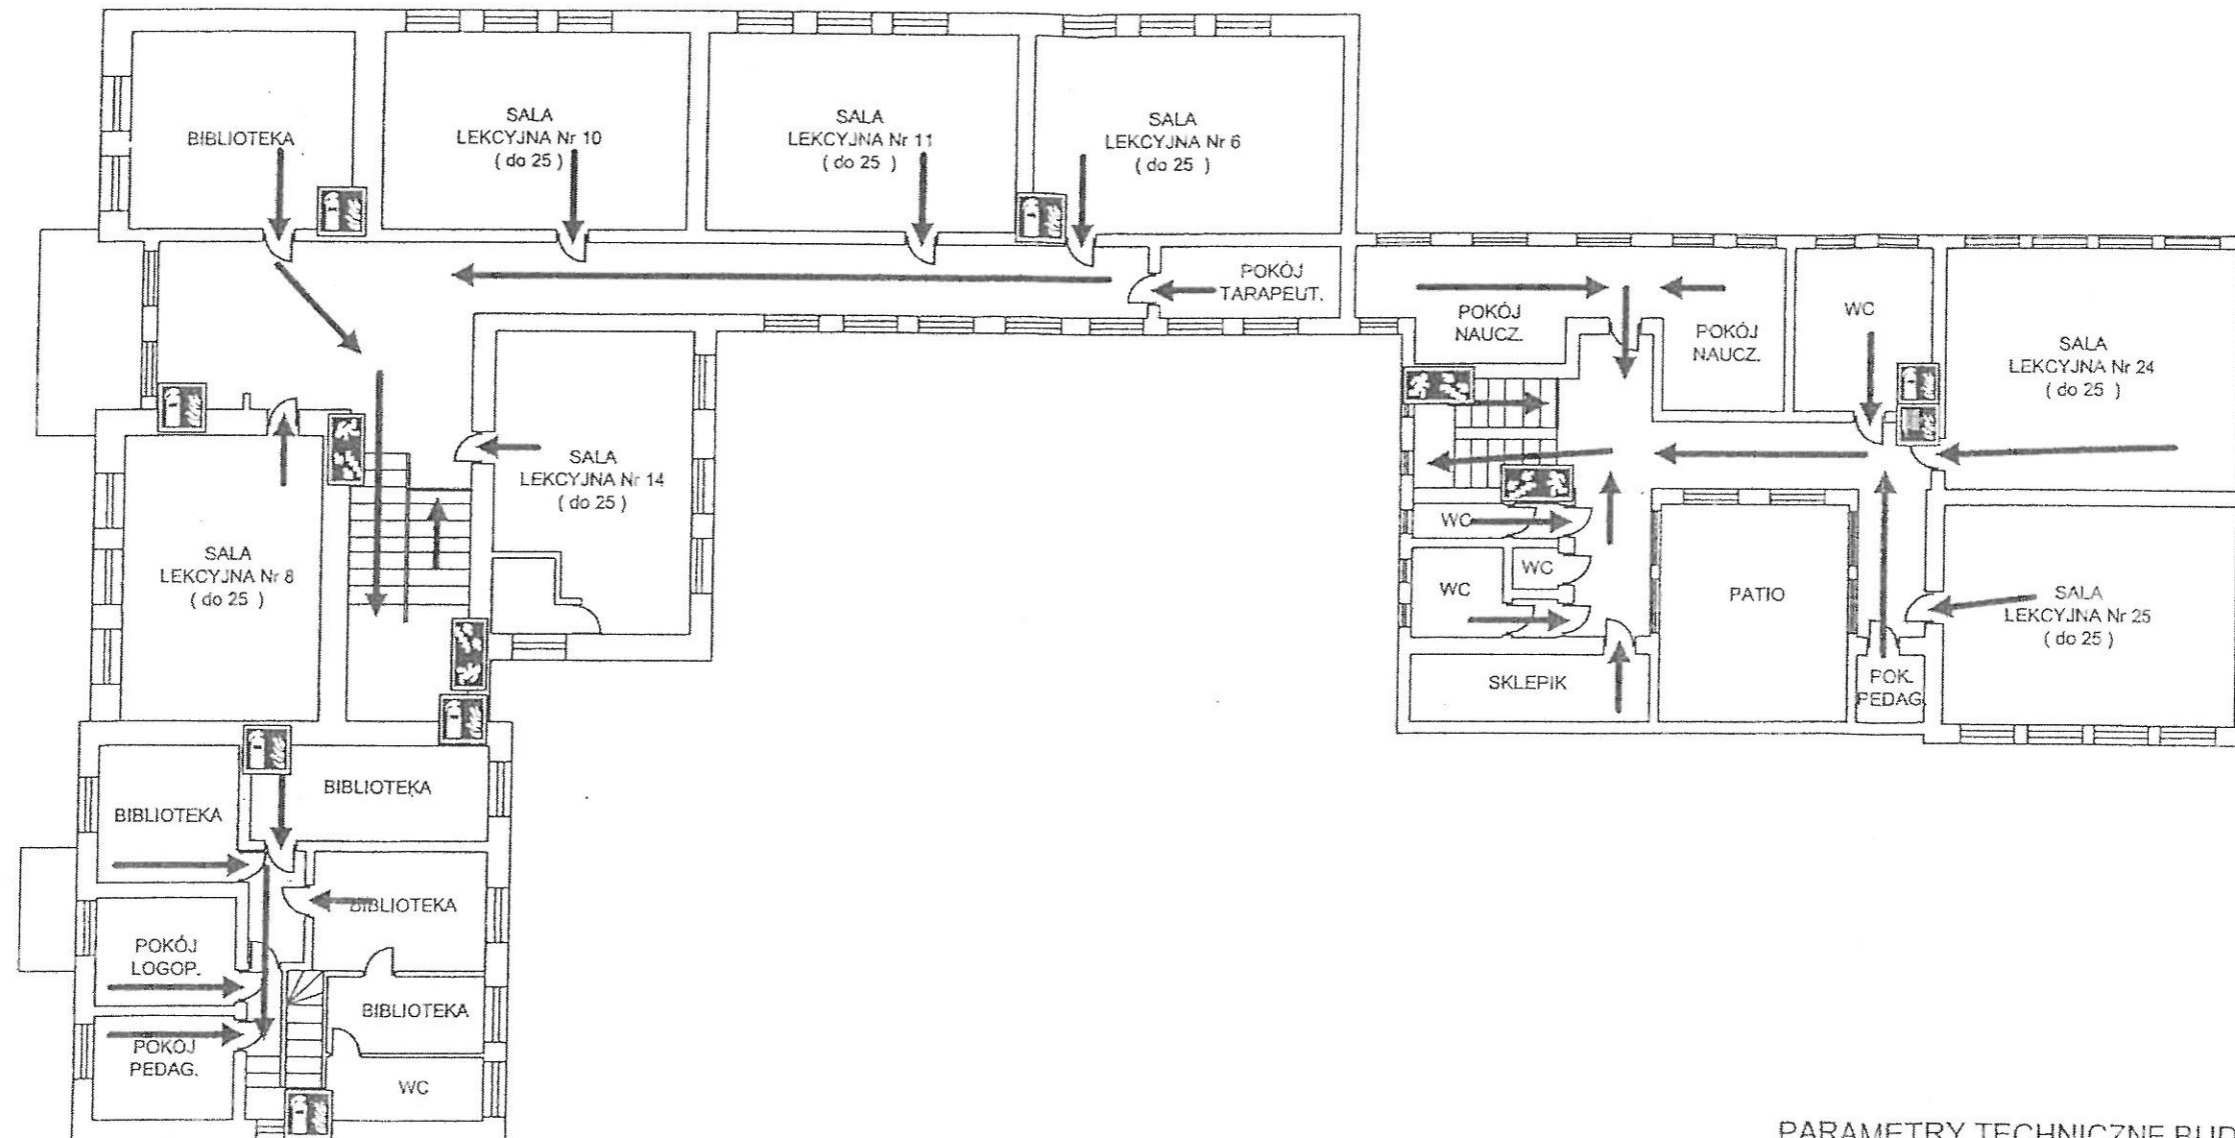 BIBLIOTEKA
SALA
LEKCYJNA Nr 10
( do 25 )
SALA
LEKCYJNA Nr 11
( do 25 )
SALA
LEKCYJNA Nr 6
( do 25 )
POKÓJ
TARAPEUT.
POKÓJ
NAUCZ.
POKÓJ
NAUCZ.
WC
SALA
LEKCYJNA Nr 24
( do 25 )
SALA
LEKCYJNA Nr 14
( do 25 )
SALA
LEKCYJNA Nr 8
( do 25 )
WC
WC
WC
PATIO
SALA
LEKCYJNA Nr 25
( do 25 )
SKLEPIK
POK.
PEDAG.
BIBLIOTEKA
BIBLIOTEKA
BIBLIOTEKA
POKÓJ
LOGOP.
BIBLIOTEKA
POKÓJ
PEDAG.
WC
PARAMETRY TECHNICZNE BUD